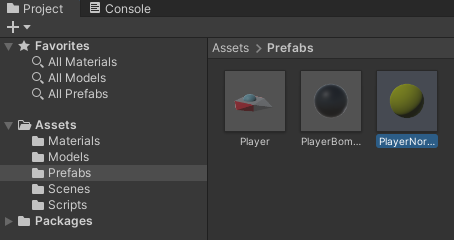 Project
Console
Favorites
All Materials
All Models
All Prefabs
Assets
Materials
Models
Prefabs
Scenes
Scripts
Packages
Assets > Prefabs
Player
PlayerBom...
PlayerNor...